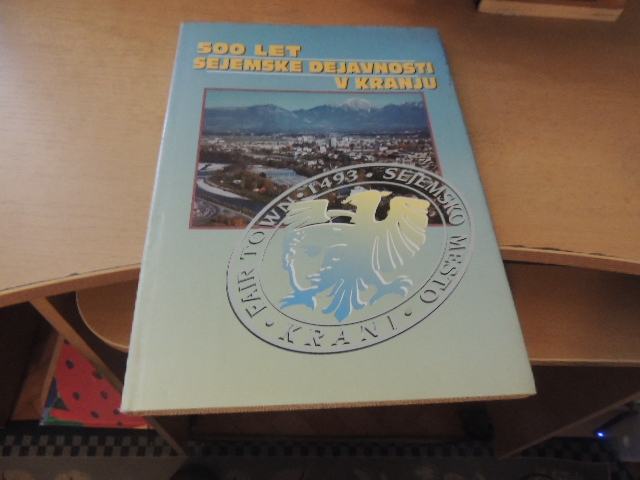 500 LET
SEJEMSKE DEJAVNOSTI
V KRANJU
FAIR TOWN · 1493 · SEJEMSKO MESTO ·
KRANJ